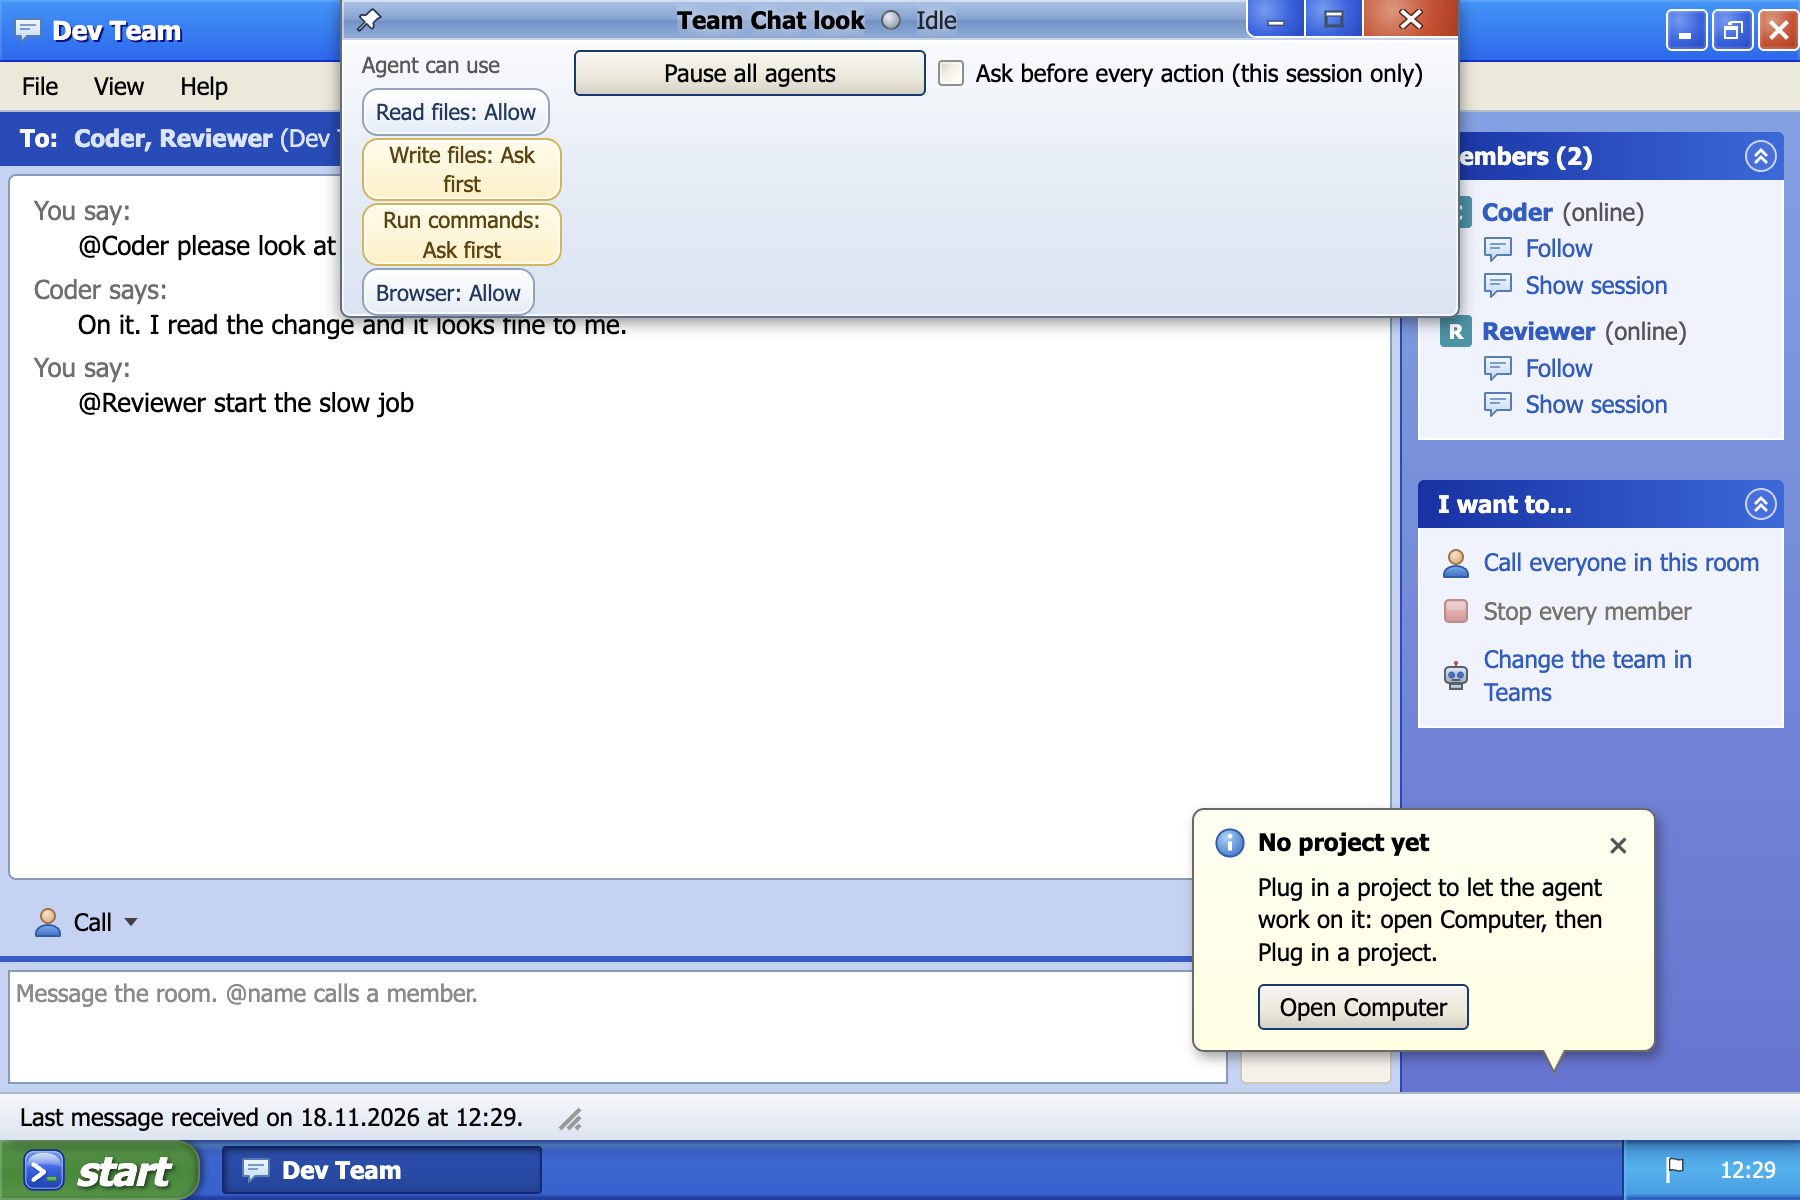 Dev Team
Team Chat look
Idle
File
View
Help
Agent can use
Pause all agents
Ask before every action (this session only)
Read files: Allow
Write files: Ask
first
Run commands:
Ask first
Browser: Allow
To: Coder, Reviewer (Dev
You say:
@Coder please look at
Coder says:
On it. I read the change and it looks fine to me.
You say:
@Reviewer start the slow job
embers (2)
Coder (online)
Follow
Show session
R Reviewer (online)
Follow
Show session
I want to...
Call everyone in this room
Stop every member
Change the team in
Teams
No project yet
Plug in a project to let the agent
work on it: open Computer, then
Plug in a project.
Open Computer
Call
Message the room. @name calls a member.
Last message received on 18.11.2026 at 12:29.
start
Dev Team
12:29